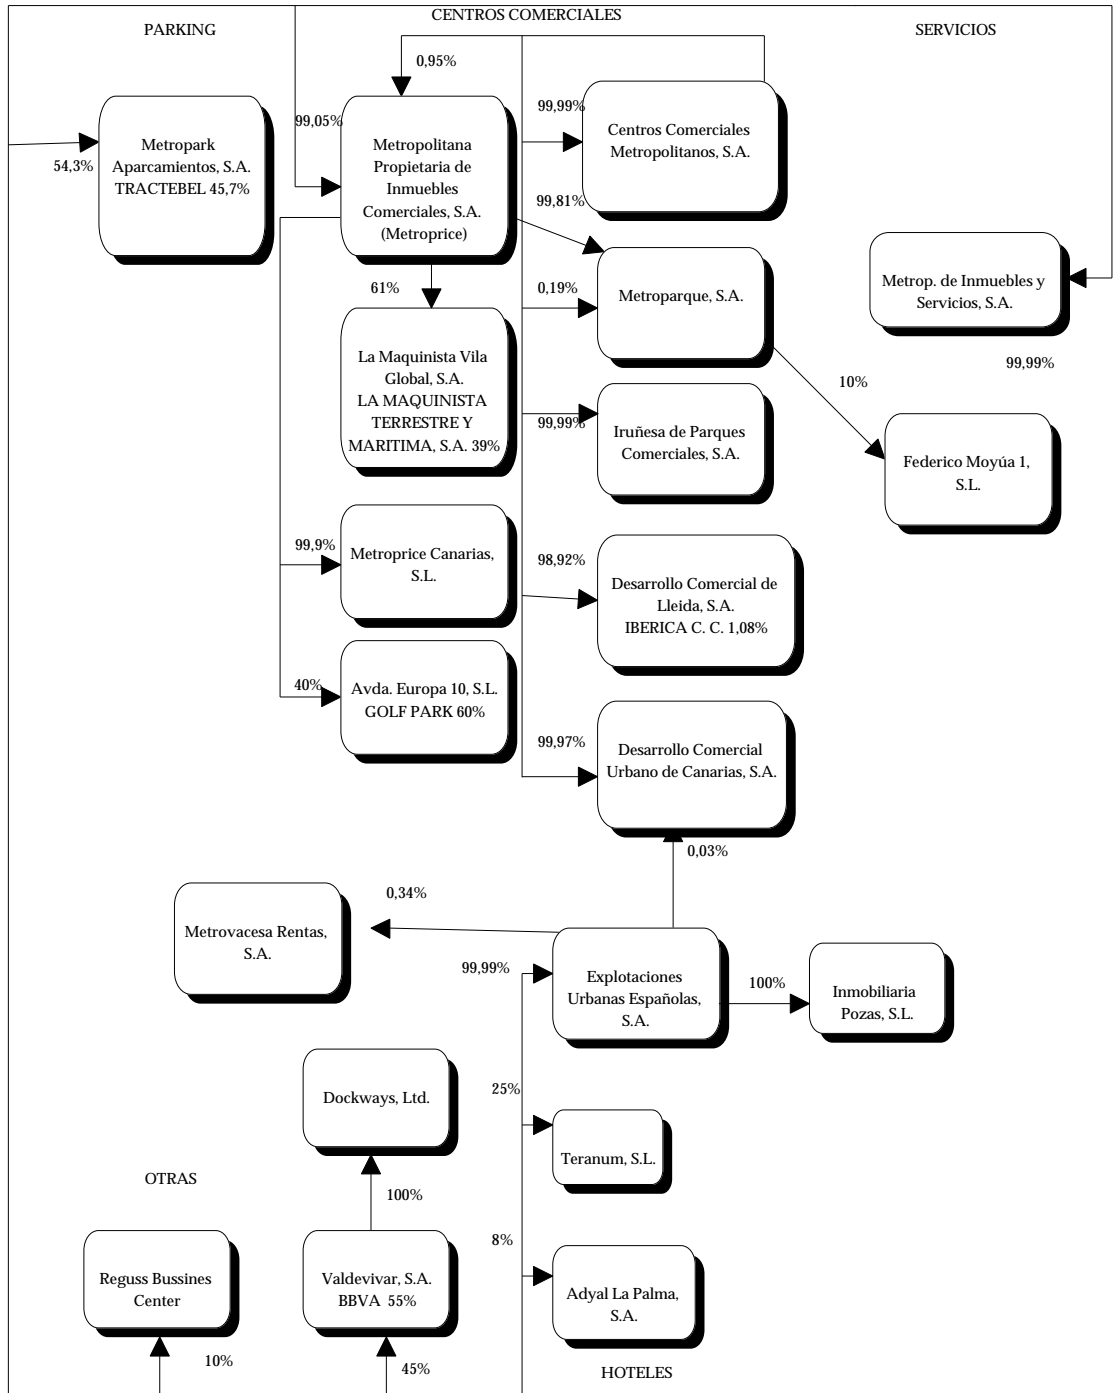 CENTROS COMERCIALES
PARKING
SERVICIOS
0,95%
99,99%
99,05%
54,3%
Metropark
Aparcamientos, S.A.
TRACTEBEL 45,7%
Metropolitana
Propietaria de
Inmuebles
Comerciales, S.A.
(Metroprice)
Centros Comerciales
Metropolitanos, S.A.
99,81%
61%
0,19%
Metroparque, S.A.
Metrop. de Inmuebles y
Servicios, S.A.
99,99%
10%
La Maquinista Vila
Global, S.A.
LA MAQUINISTA
TERRESTRE Y
MARITIMA, S.A. 39%
99,99%
Iruñesa de Parques
Comerciales, S.A.
Federico Moyúa 1,
S.L.
99,9%
Metroprice Canarias,
S.L.
98,92%
Desarrollo Comercial de
Lleida, S.A.
IBERICA C. C. 1,08%
40%
Avda. Europa 10, S.L.
GOLF PARK 60%
99,97%
Desarrollo Comercial
Urbano de Canarias, S.A.
0,03%
0,34%
Metrovacesa Rentas,
S.A.
99,99%
Explotaciones
Urbanas Españolas,
S.A.
100%
Inmobiliaria
Pozas, S.L.
Dockways, Ltd.
25%
Teranum, S.L.
OTRAS
100%
8%
Reguss Bussines
Center
Valdevivar, S.A.
BBVA 55%
Adyal La Palma,
S.A.
10%
45%
HOTELES